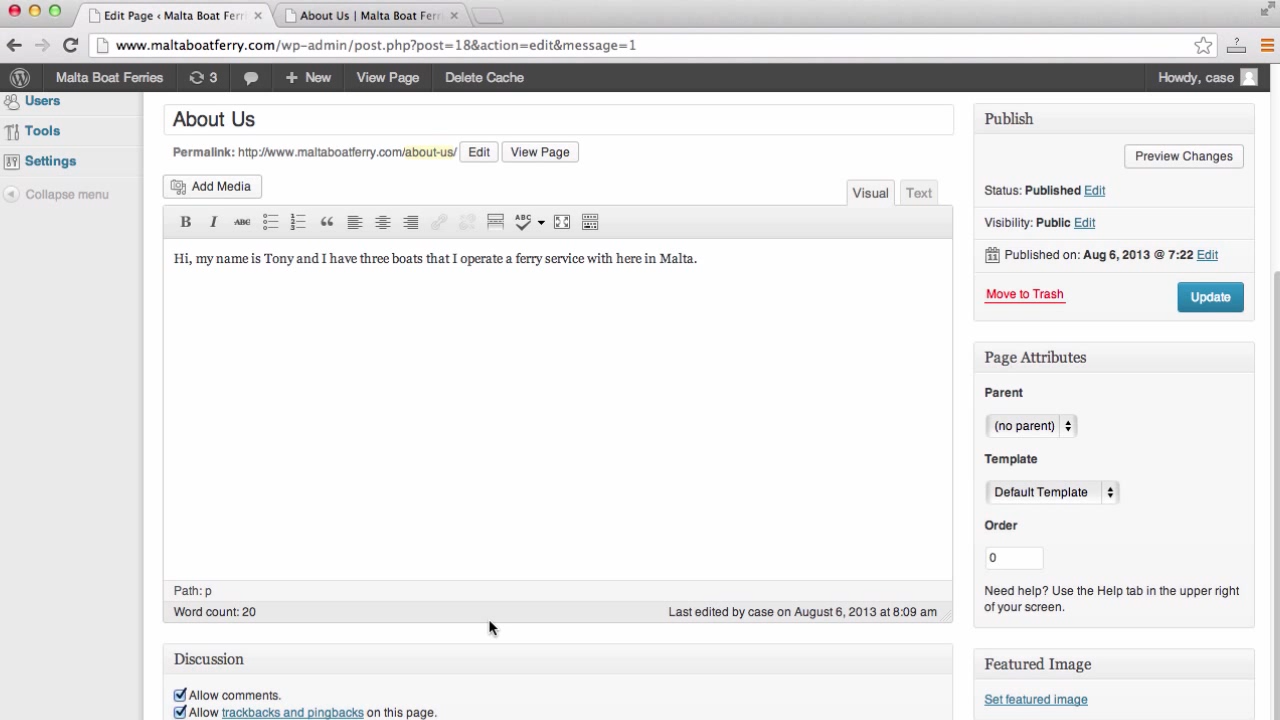 Edit Page ‹ Malta Boat Ferri
About Us | Malta Boat Ferri
www.maltaboatferry.com/wp-admin/post.php?post=18&action=edit&message=1
Malta Boat Ferries 3 + New View Page Delete Cache Howdy, case
Users
Tools
Settings
Collapse menu
About Us
Permalink: http://www.maltaboatferry.com/about-us/ Edit View Page
Add Media
Visual Text
B I ABC ABC
Hi, my name is Tony and I have three boats that I operate a ferry service with here in Malta.
Path: p
Word count: 20 Last edited by case on August 6, 2013 at 8:09 am
Discussion
Allow comments.
Allow trackbacks and pingbacks on this page.
Publish
Preview Changes
Status: Published Edit
Visibility: Public Edit
Published on: Aug 6, 2013 @ 7:22 Edit
Move to Trash Update
Page Attributes
Parent
(no parent)
Template
Default Template
Order
0
Need help? Use the Help tab in the upper right
of your screen.
Featured Image
Set featured image